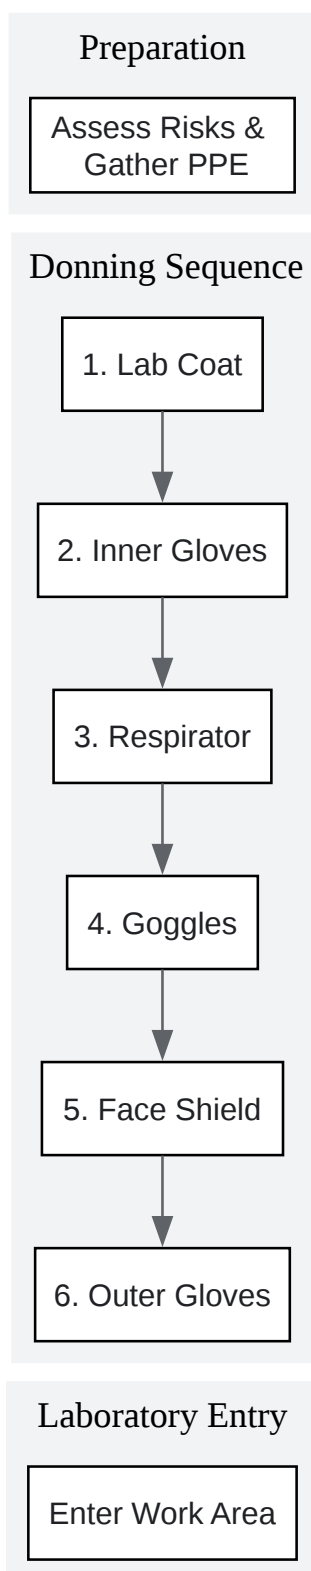 Preparation
Assess Risks &
Gather PPE
Donning Sequence
1. Lab Coat
2. Inner Gloves
3. Respirator
4. Goggles
5. Face Shield
6. Outer Gloves
Laboratory Entry
Enter Work Area